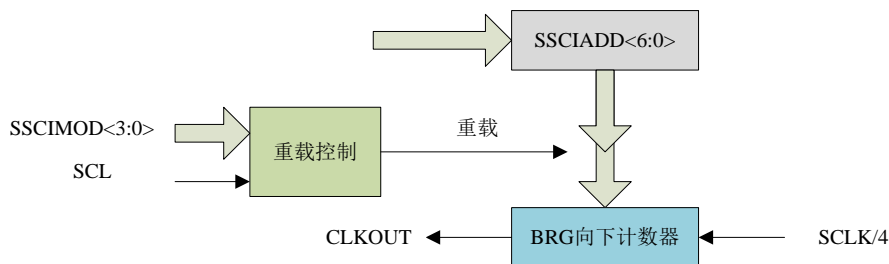 SSCIADD<6:0>
SSCIMOD<3:0>
重载控制
重载
SCL
CLKOUT
BRG向下计数器
SCLK/4